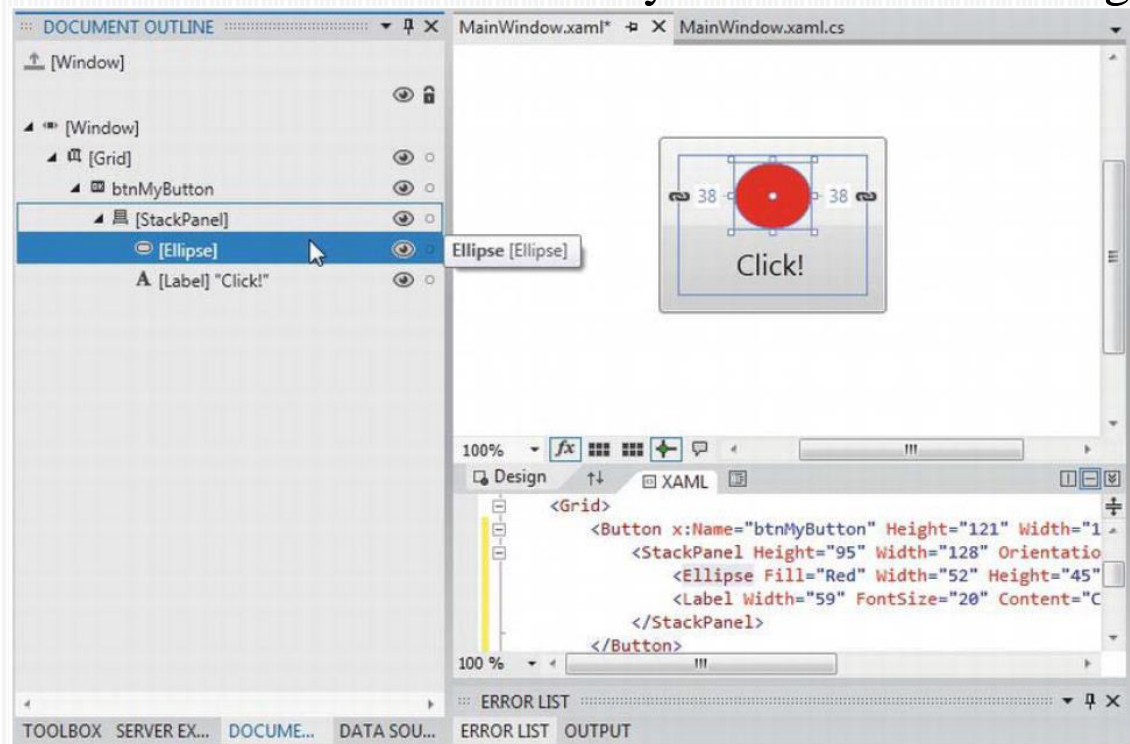 DOCUMENT OUTLINE
[Window]
[Window]
[Grid]
btnMyButton
[StackPanel]
[Ellipse]
[Label] "Click!"
Ellipse [Ellipse]
MainWindow.xaml*
MainWindow.xaml.cs
38
38
Click!
100%
fx
Design
XAML
<Grid>
<Button x:Name="btnMyButton" Height="121" Width="1
<StackPanel Height="95" Width="128" Orientatio
<Ellipse Fill="Red" Width="52" Height="45"
<Label Width="59" FontSize="20" Content="C
</StackPanel>
</Button>
100 %
ERROR LIST
TOOLBOX SERVER EX... DOCUME... DATA SOU...
ERROR LIST OUTPUT